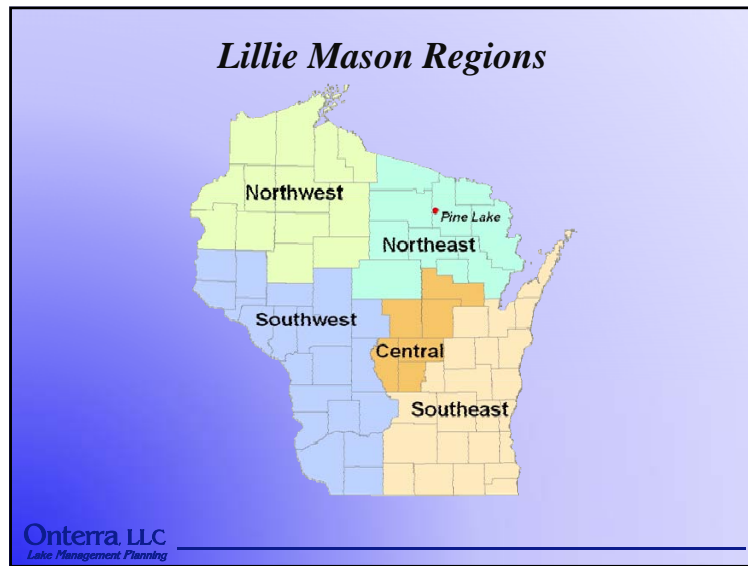 Lillie Mason Regions
Northwest
Pine Lake
Northeast
Southwest
Central
Southeast
Onterra, LLC
Lake Management Planning